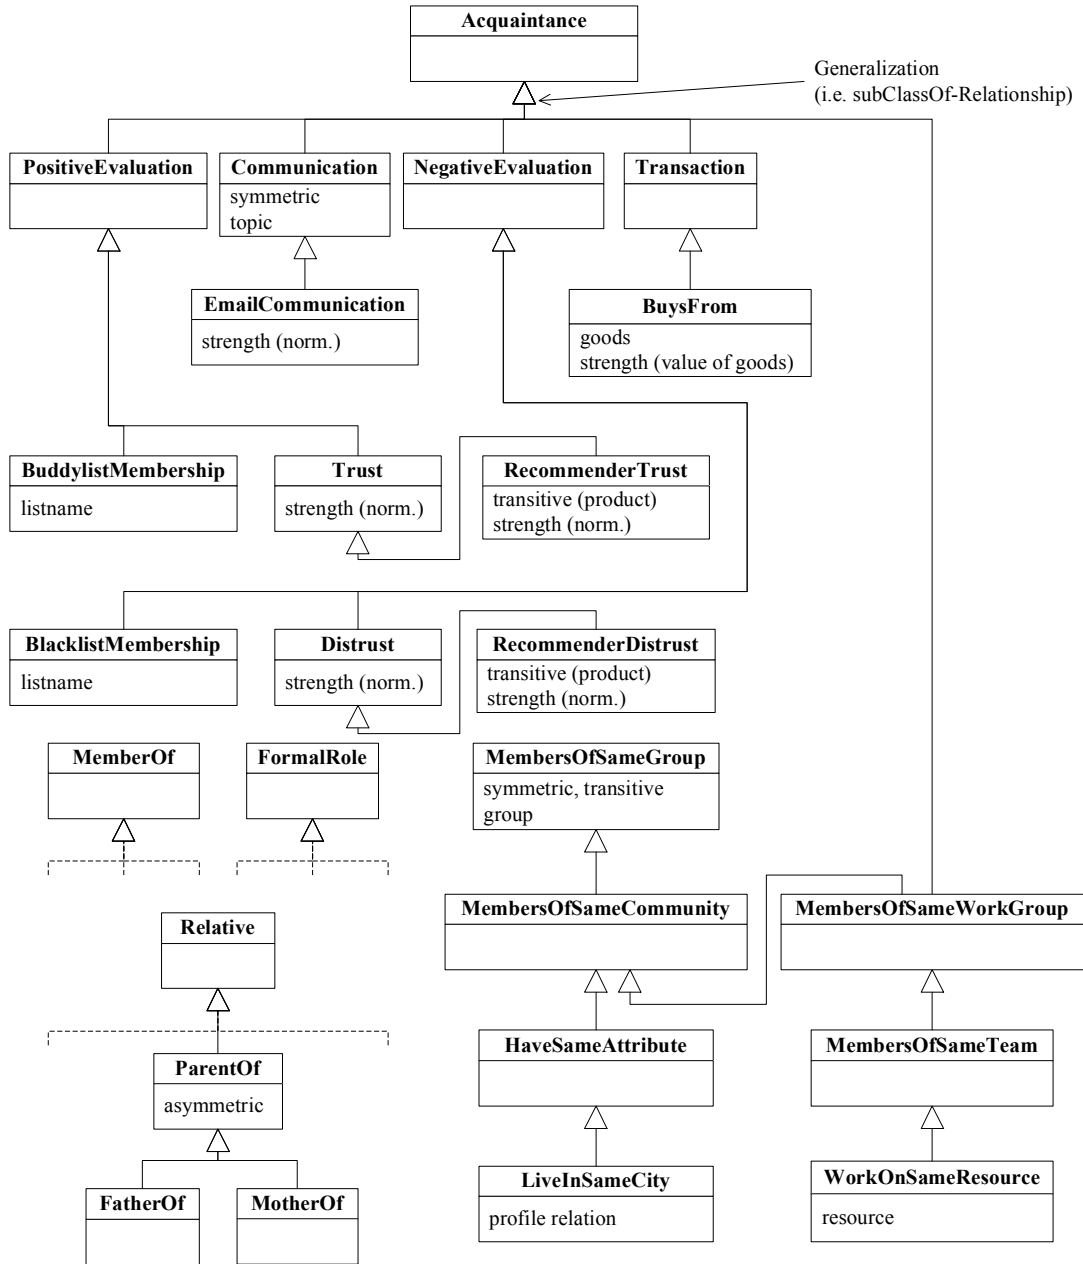 Acquaintance
Generalization
(i.e. subClassOf-Relationship)
PositiveEvaluation
Communication
symmetric
topic
NegativeEvaluation
Transaction
EmailCommunication
strength (norm.)
BuysFrom
goods
strength (value of goods)
BuddylistMembership
listname
Trust
strength (norm.)
RecommenderTrust
transitive (product)
strength (norm.)
BlacklistMembership
listname
Distrust
strength (norm.)
RecommenderDistrust
transitive (product)
strength (norm.)
MemberOf
FormalRole
MembersOfSameGroup
symmetric, transitive
group
MembersOfSameCommunity
MembersOfSameWorkGroup
Relative
HaveSameAttribute
MembersOfSameTeam
ParentOf
asymmetric
FatherOf
MotherOf
LiveInSameCity
profile relation
WorkOnSameResource
resource